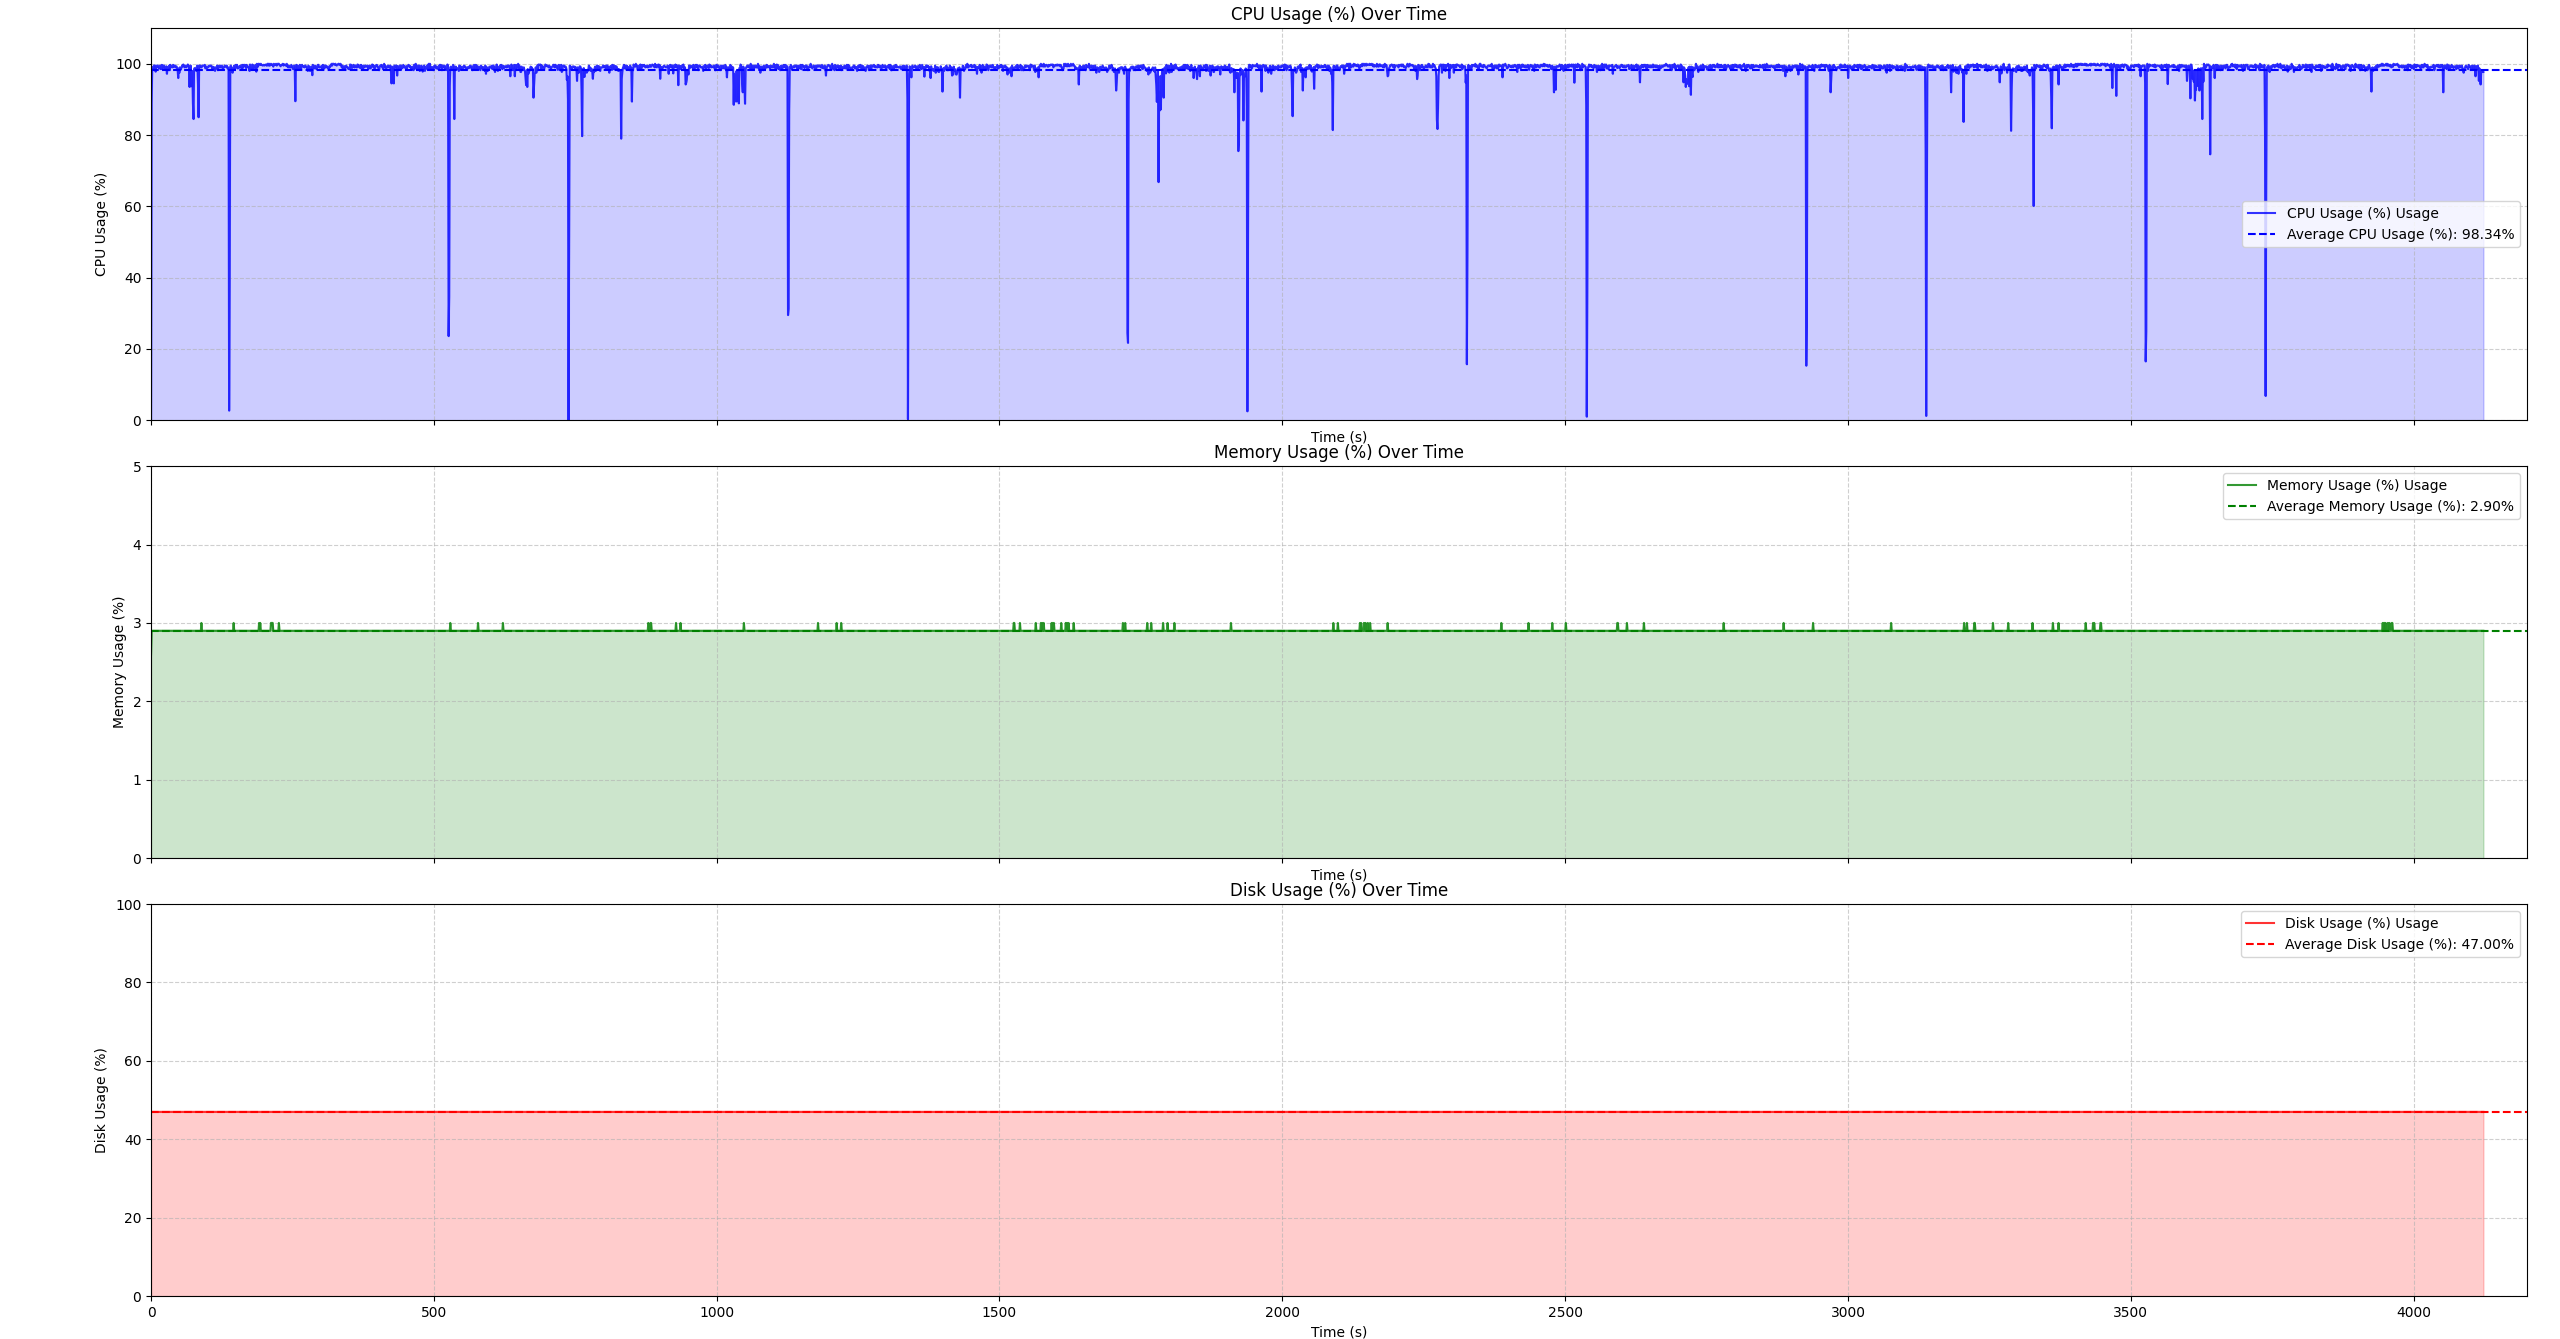 CPU Usage (%) Over Time
100
80
60
40
20
0
CPU Usage (%)
CPU Usage (%) Usage
Average CPU Usage (%): 98.34%
Time (s)
Memory Usage (%) Over Time
5
4
3
2
1
0
Memory Usage (%)
Memory Usage (%) Usage
Average Memory Usage (%): 2.90%
Time (s)
Disk Usage (%) Over Time
100
80
60
40
20
0
Disk Usage (%)
Disk Usage (%) Usage
Average Disk Usage (%): 47.00%
0 500 1000 1500 2000 2500 3000 3500 4000
Time (s)